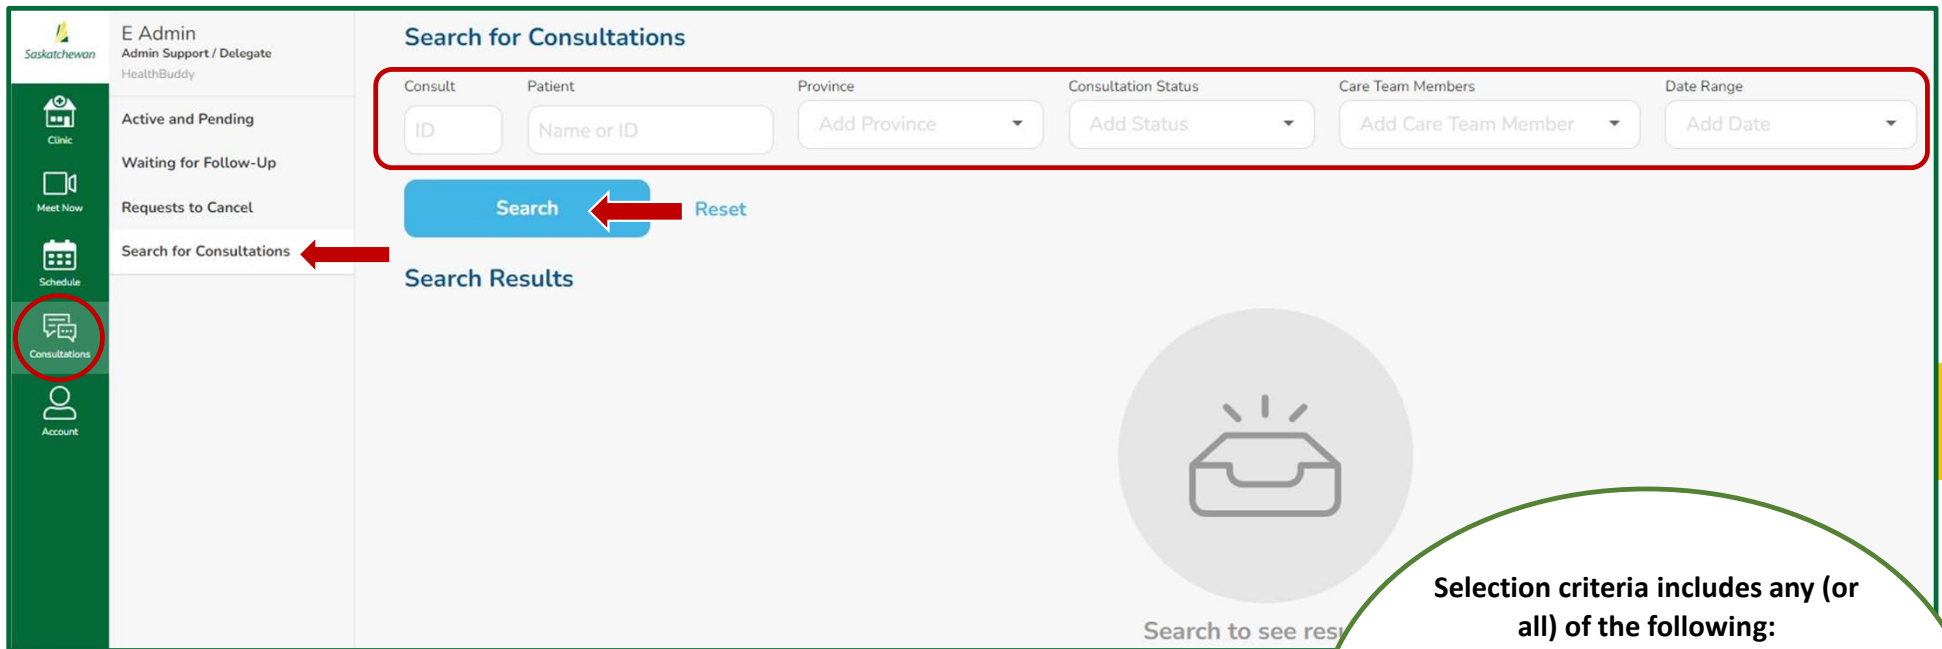 Saskatchewan
Clinic
Meet Now
Schedule
Consultations
Account
E Admin
Admin Support / Delegate
HealthBuddy
Active and Pending
Waiting for Follow-Up
Requests to Cancel
Search for Consultations
Search for Consultations
Consult Patient Province Consultation Status Care Team Members Date Range
ID Name or ID Add Province Add Status Add Care Team Member Add Date
Search Reset
Search Results
Search to see
Selection criteria includes any (or
all) of the following: